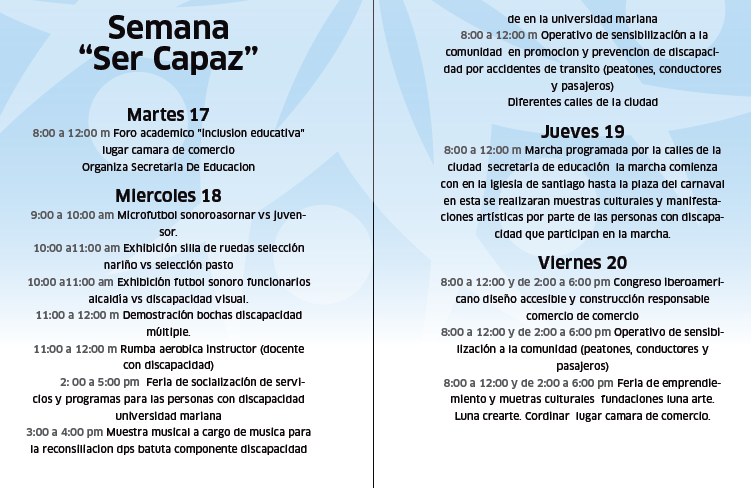 Semana
“Ser Capaz”
Martes 17
8:00 a 12:00 m Foro academico "inclusion educativa"
lugar camara de comercio
Organiza Secretaria De Educacion
Miercoles 18
9:00 a 10:00 am Microfutbol sonoroasornar vs juven-
sor.
10:00 a11:00 am Exhibición silla de ruedas selección
nariño vs selección pasto
10:00 a11:00 am Exhibición futbol sonoro funcionarios
alcaldía vs discapacidad visual.
11:00 a 12:00 m Demostración bochas discapacidad
múltiple.
11:00 a 12:00 m Rumba aerobica instructor (docente
con discapacidad)
2: 00 a 5:00 pm Feria de socialización de servi-
cios y programas para las personas con discapacidad
universidad mariana
3:00 a 4:00 pm Muestra musical a cargo de musica para
la reconsiliacion dps batuta componente discapacidad
de en la universidad mariana
8:00 a 12:00 m Operativo de sensibilización a la
comunidad en promocion y prevencion de discapaci-
dad por accidentes de transito (peatones, conductores
y pasajeros)
Diferentes calles de la ciudad
Jueves 19
8:00 a 12:00 m Marcha programada por la calles de la
ciudad secretaria de educación la marcha comienza
con en la iglesia de santiago hasta la plaza del carnaval
en esta se realizaran muestras culturales y manifesta-
ciones artísticas por parte de las personas con discapa-
cidad que participan en la marcha.
Viernes 20
8:00 a 12:00 y de 2:00 a 6:00 pm Congreso iberoameri-
cano diseño accesible y construcción responsable
comercio de comercio
8:00 a 12:00 y de 2:00 a 6:00 pm Operativo de sensibi-
lización a la comunidad (peatones, conductores y
pasajeros)
8:00 a 12:00 y de 2:00 a 6:00 pm Feria de emprendie-
miento y muetras culturales fundaciones luna arte.
Luna crearte. Cordinar lugar camara de comercio.